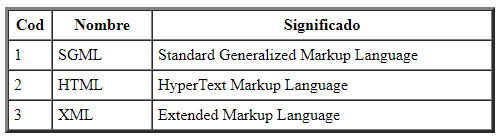 Cod Nombre Significado
1 SGML Standard Generalized Markup Language
2 HTML HyperText Markup Language
3 XML Extended Markup Language